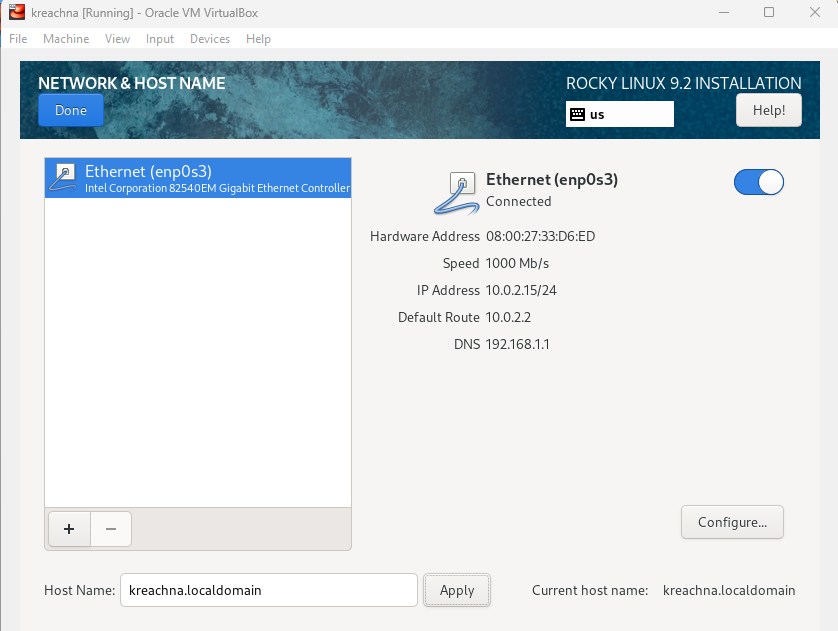 kreachna [Running] - Oracle VM VirtualBox
File Machine View Input Devices Help
NETWORK & HOST NAME
ROCKY LINUX 9.2 INSTALLATION
Done
us
Help!
Ethernet (enp0s3)
Intel Corporation 82540EM Gigabit Ethernet Controller
Ethernet (enp0s3)
Connected
Hardware Address 08:00:27:33:D6:ED
Speed 1000 Mb/s
IP Address 10.0.2.15/24
Default Route 10.0.2.2
DNS 192.168.1.1
+ −
Configure...
Host Name: kreachna.localdomain Apply Current host name: kreachna.localdomain